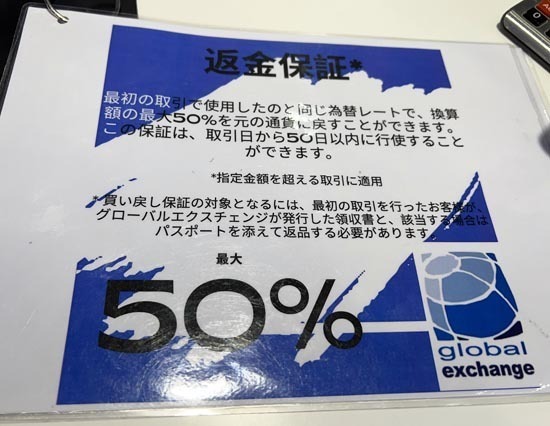 返金保証*
最初の取引で使用したのと同じ為替レートで、換算
額の最大50%を元の通貨に戻すことができます。
この保証は、取引日から50日以内に行使すること
ができます。
*指定金額を超える取引に適用
*買い戻し保証の対象となるには、最初の取引を行ったお客様が、
グローバルエクスチェンジが発行した領収書と、該当する場合は
パスポートを添えて返品する必要があります
最大
50%
global
exchange